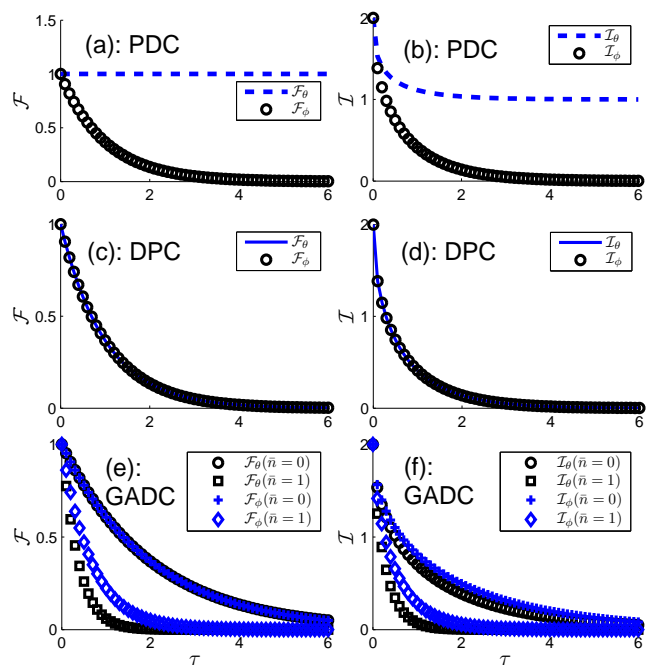 (a): PDC
1.5
1
0.5
0
ℱ
ℱ_θ
ℱ_ϕ
0 2 4 6
(b): PDC
2
1
0
ℐ
ℐ_θ
ℐ_ϕ
0 2 4 6
(c): DPC
1
0.5
0
ℱ
ℱ_θ
ℱ_ϕ
0 2 4 6
(d): DPC
2
1
0
ℐ
ℐ_θ
ℐ_ϕ
0 2 4 6
(e):
GADC
1
0.5
0
ℱ
ℱ_θ(n̄ = 0)
ℱ_θ(n̄ = 1)
ℱ_ϕ(n̄ = 0)
ℱ_ϕ(n̄ = 1)
0 2 4 6
τ
(f):
GADC
2
1
0
ℐ
ℐ_θ(n̄ = 0)
ℐ_θ(n̄ = 1)
ℐ_ϕ(n̄ = 0)
ℐ_ϕ(n̄ = 1)
0 2 4 6
τ